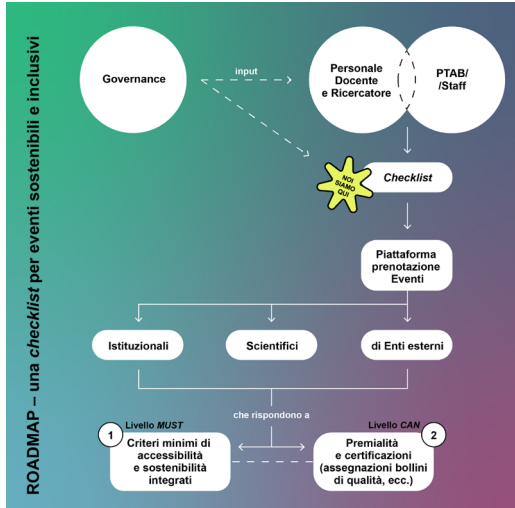 ROADMAP – una checklist per eventi sostenibili e inclusivi
Governance
input
Personale
Docente
e Ricercatore
PTAB/
/Staff
NOI
SIAMO
QUI
Checklist
Piattaforma
prenotazione
Eventi
Istituzionali
Scientifici
di Enti esterni
che rispondono a
1
Livello MUST
Criteri minimi di
accessibilità
e sostenibilità
integrati
Livello CAN
2
Premialità
e certificazioni
(assegnazioni bollini
di qualità, ecc.)